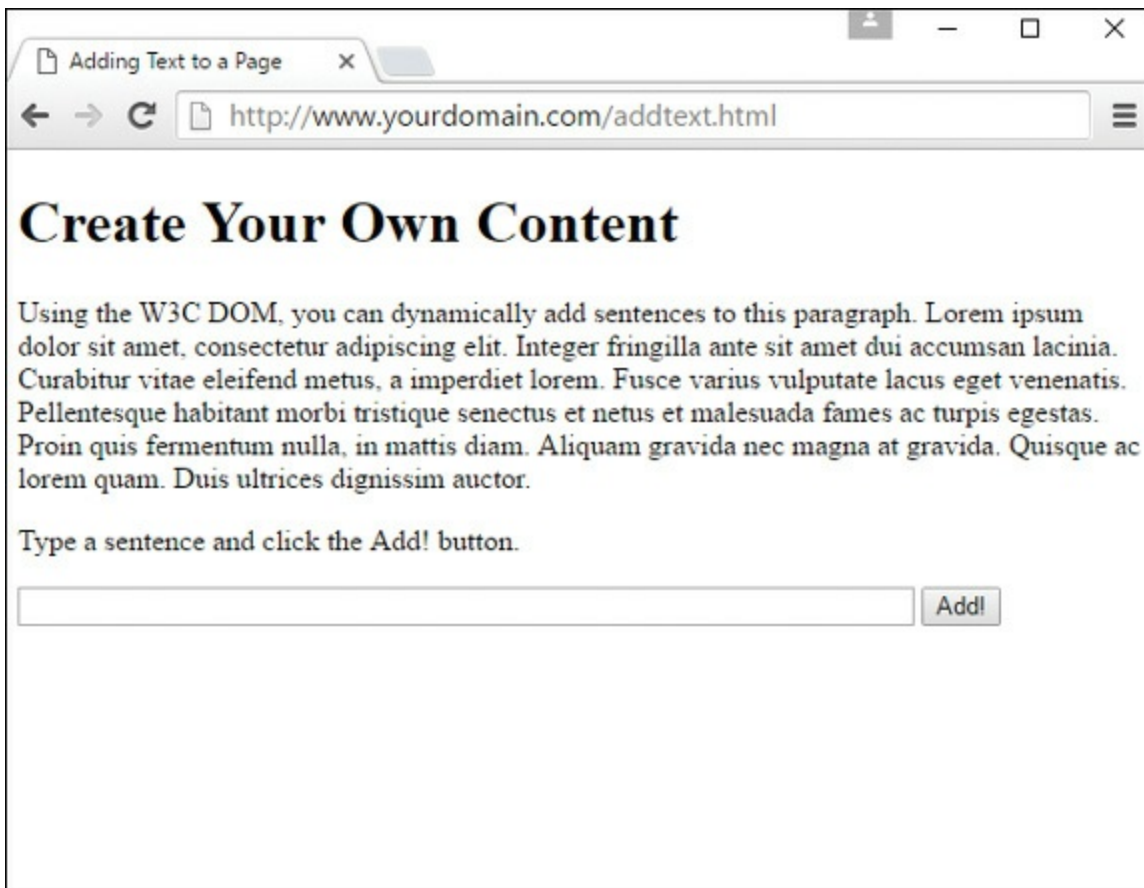 Adding Text to a Page
http://www.yourdomain.com/addtext.html
Create Your Own Content
Using the W3C DOM, you can dynamically add sentences to this paragraph. Lorem ipsum
dolor sit amet, consectetur adipiscing elit. Integer fringilla ante sit amet dui accumsan lacinia.
Curabitur vitae eleifend metus, a imperdiet lorem. Fusce varius vulputate lacus eget venenatis.
Pellentesque habitant morbi tristique senectus et netus et malesuada fames ac turpis egestas.
Proin quis fermentum nulla, in mattis diam. Aliquam gravida nec magna at gravida. Quisque ac
lorem quam. Duis ultrices dignissim auctor.
Type a sentence and click the Add! button.
Add!